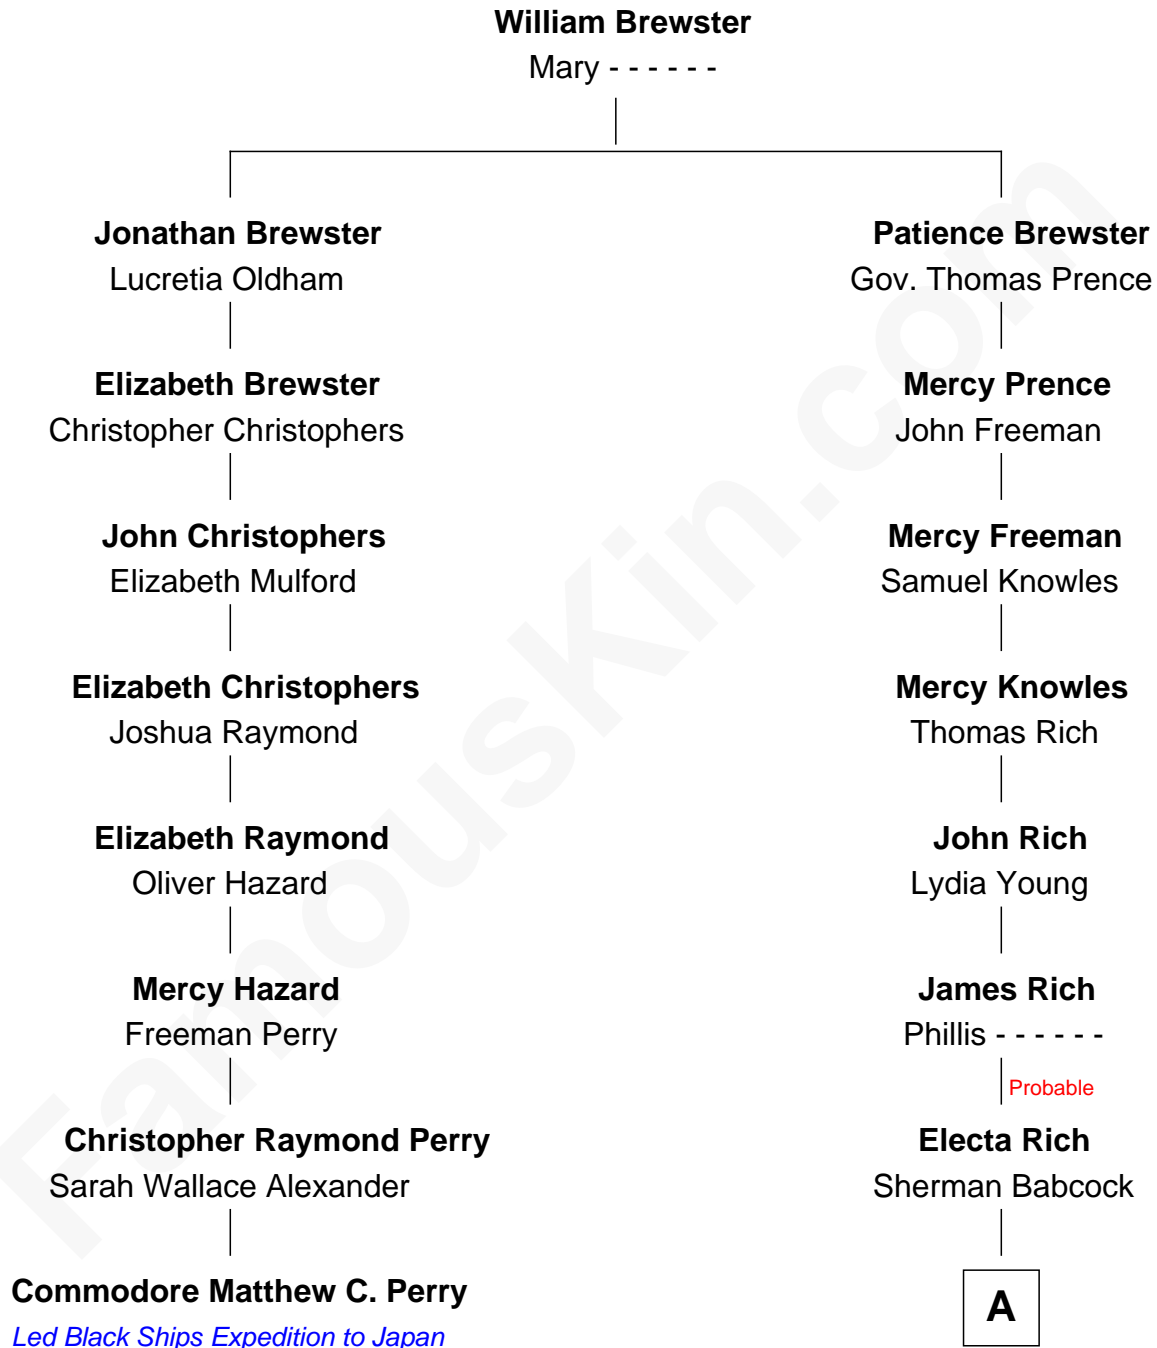 William Brewster
Mary - - - - - -
Jonathan Brewster
Lucretia Oldham
Patience Brewster
Gov. Thomas Prence
Elizabeth Brewster
Christopher Christophers
Mercy Prence
John Freeman
John Christophers
Elizabeth Mulford
Mercy Freeman
Samuel Knowles
Elizabeth Christophers
Joshua Raymond
Mercy Knowles
Thomas Rich
Elizabeth Raymond
Oliver Hazard
John Rich
Lydia Young
Mercy Hazard
Freeman Perry
James Rich
Phillis - - - - - -
Probable
Christopher Raymond Perry
Sarah Wallace Alexander
Electa Rich
Sherman Babcock
Commodore Matthew C. Perry
Led Black Ships Expedition to Japan
A
FamousKin.com